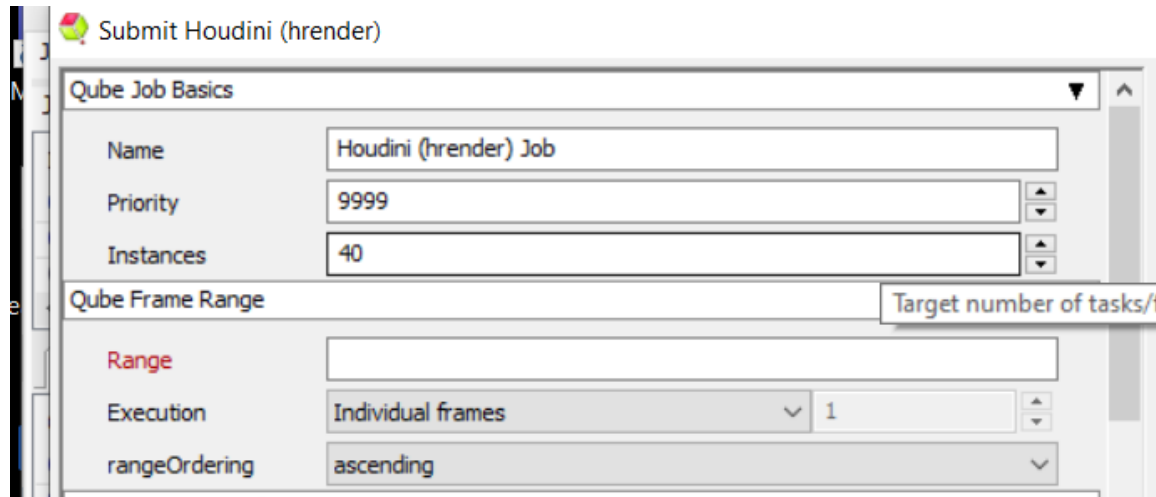 Submit Houdini (hrender)
Qube Job Basics
Name Houdini (hrender) Job
Priority 9999
Instances 40
Qube Frame Range
Target number of tasks/
Range
Execution Individual frames 1
rangeOrdering ascending